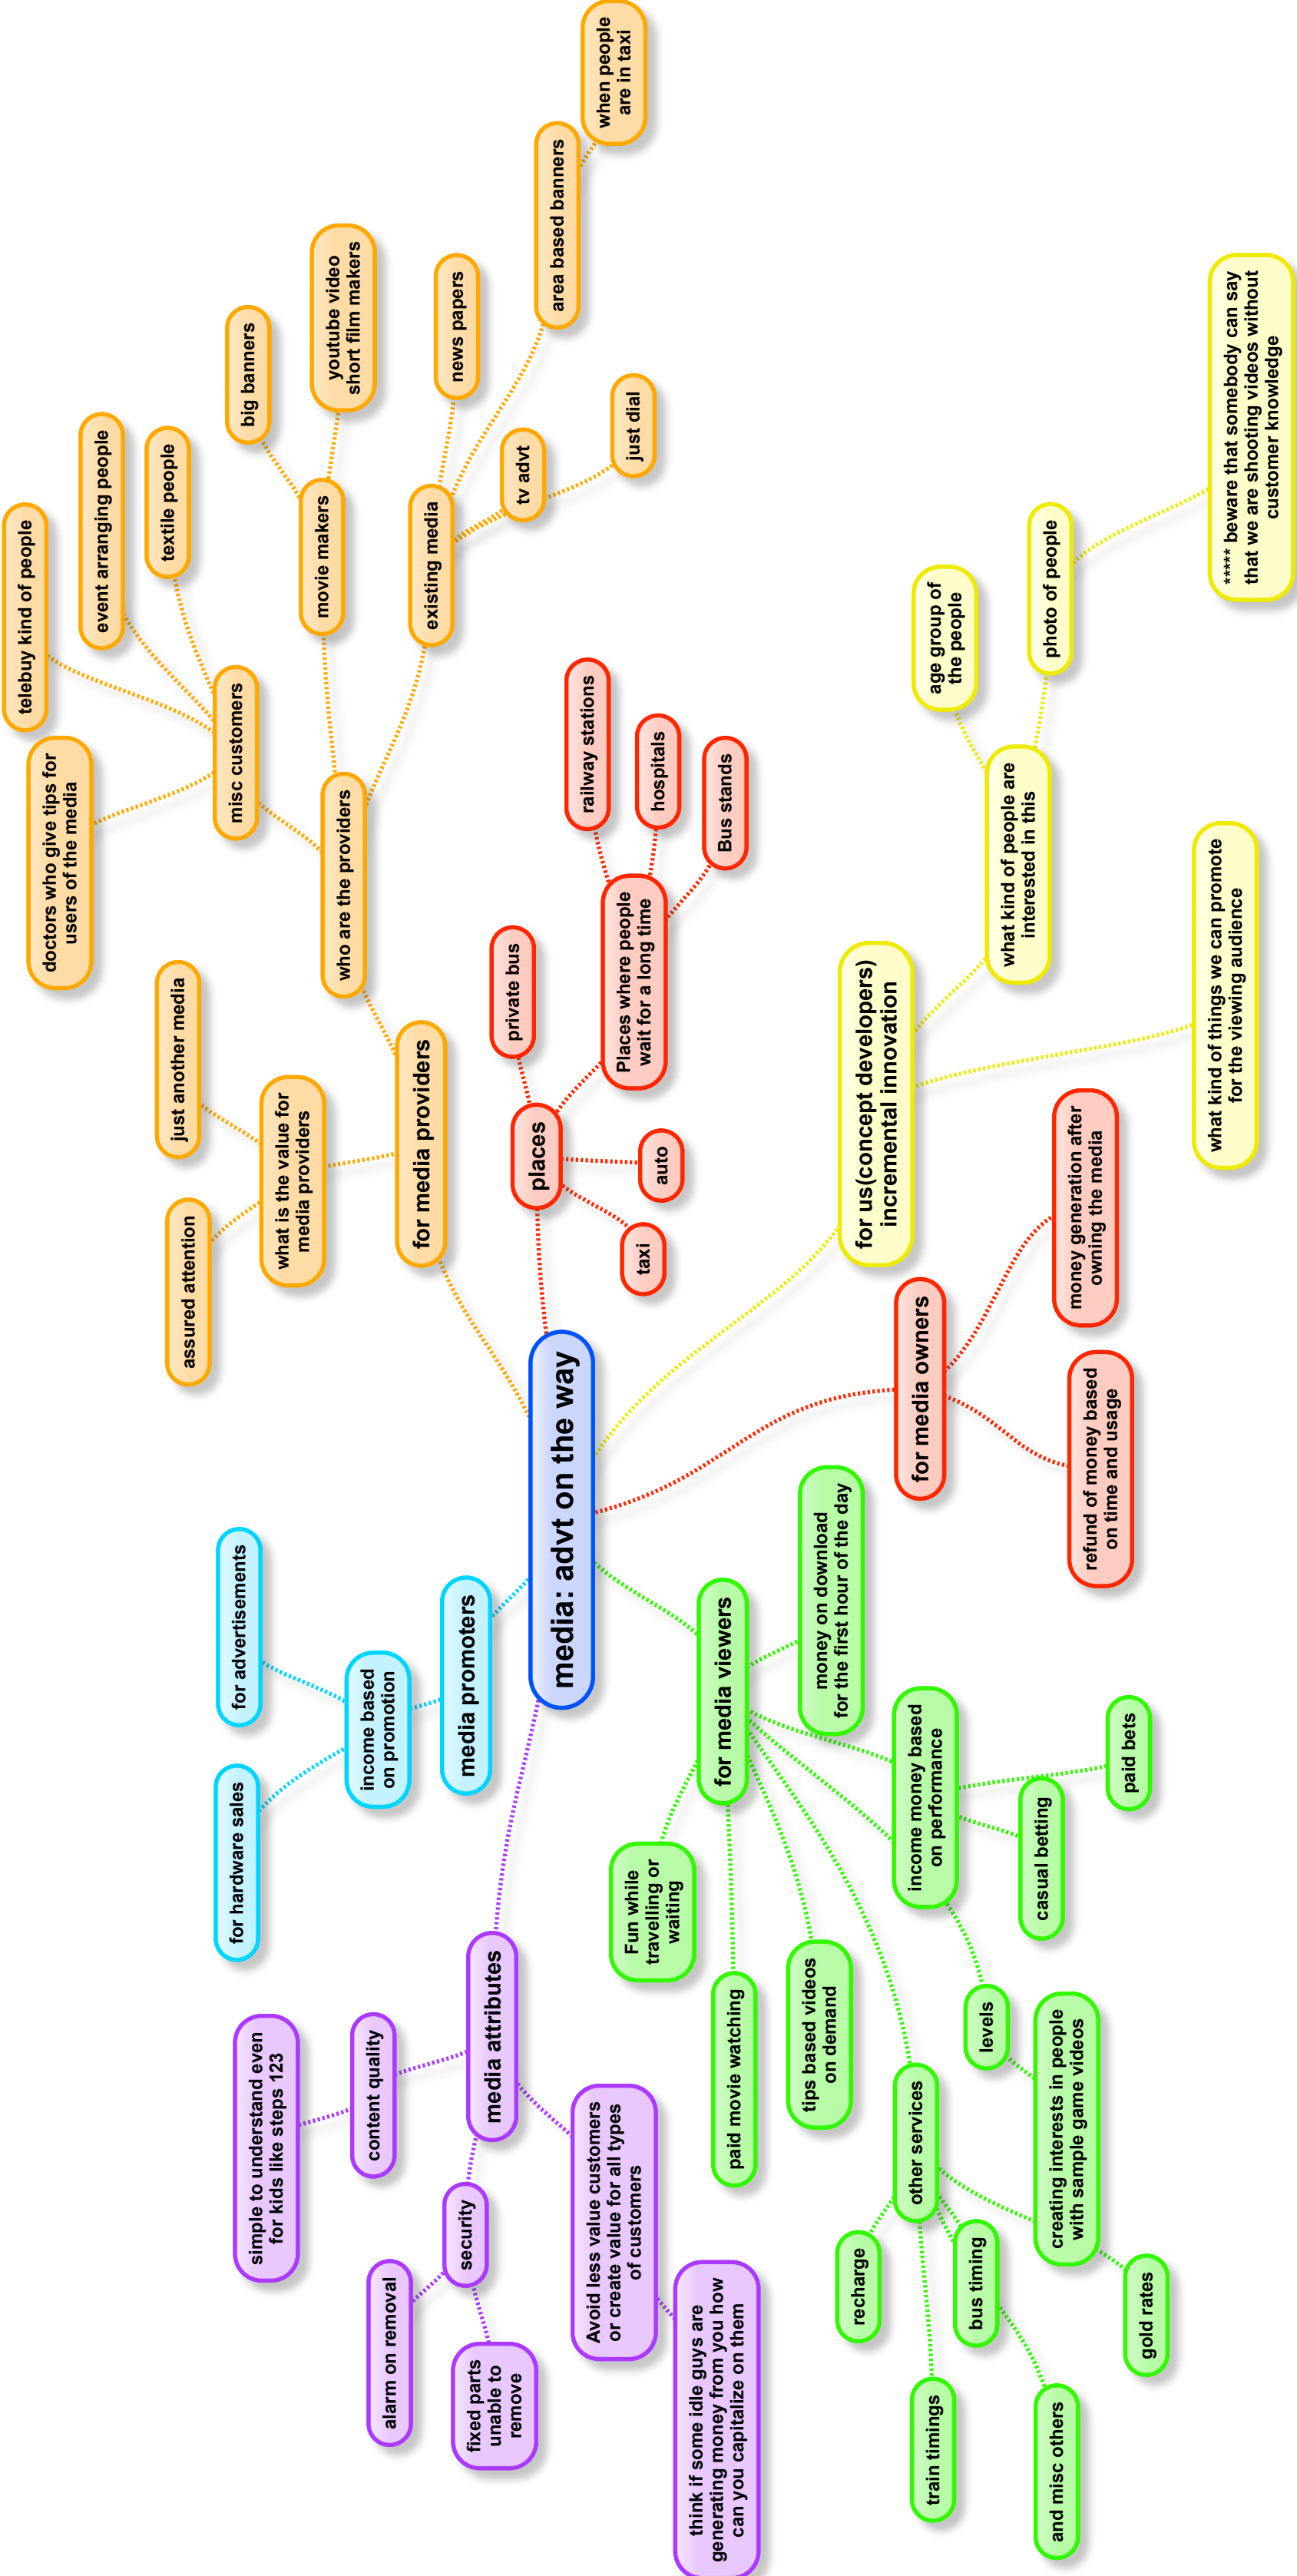 media: advt on the way
for media providers
what is the value for
media providers
assured attention
just another media
who are the providers
misc customers
doctors who give tips for
users of the media
telebuy kind of people
event arranging people
textile people
movie makers
big banners
youtube video
short film makers
existing media
news papers
area based banners
when people
are in taxi
tv advt
just dial
places
private bus
Places where people
wait for a long time
railway stations
hospitals
Bus stands
auto
taxi
for us(concept developers)
incremental innovation
what kind of people are
interested in this
age group of
the people
photo of people
***** beware that somebody can say
that we are shooting videos without
customer knowledge
what kind of things we can promote
for the viewing audience
for media owners
money generation after
owning the media
refund of money based
on time and usage
for media viewers
money on download
for the first hour of the day
income money based
on performance
paid bets
casual betting
levels
creating interests in people
with sample game videos
Fun while
travelling or
waiting
paid movie watching
tips based videos
on demand
other services
recharge
train timings
bus timing
gold rates
and misc others
media promoters
income based
on promotion
for advertisements
for hardware sales
media attributes
content quality
simple to understand even
for kids like steps 123
security
alarm on removal
fixed parts
unable to
remove
Avoid less value customers
or create value for all types
of customers
think if some idle guys are
generating money from you how
can you capitalize on them